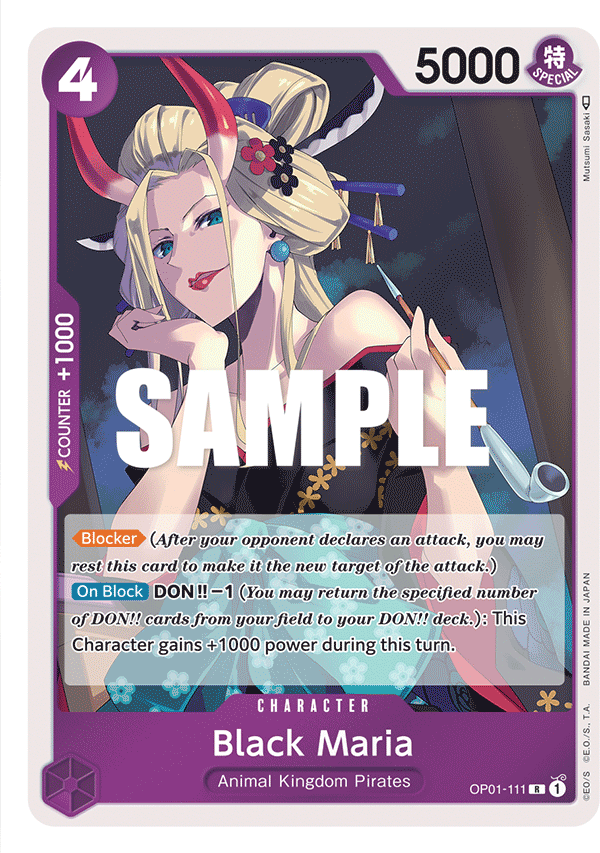 4
5000
特
SPECIAL
Mutsumi Sasaki
COUNTER +1000
SAMPLE
Blocker (After your opponent declares an attack, you may
rest this card to make it the new target of the attack.)
On Block DON!! −1 (You may return the specified number
of DON!! cards from your field to your DON!! deck.): This
Character gains +1000 power during this turn.
CHARACTER
Black Maria
Animal Kingdom Pirates
OP01-111 R 1
©E.O/S ©E.O./S., T.A. BANDAI MADE IN JAPAN